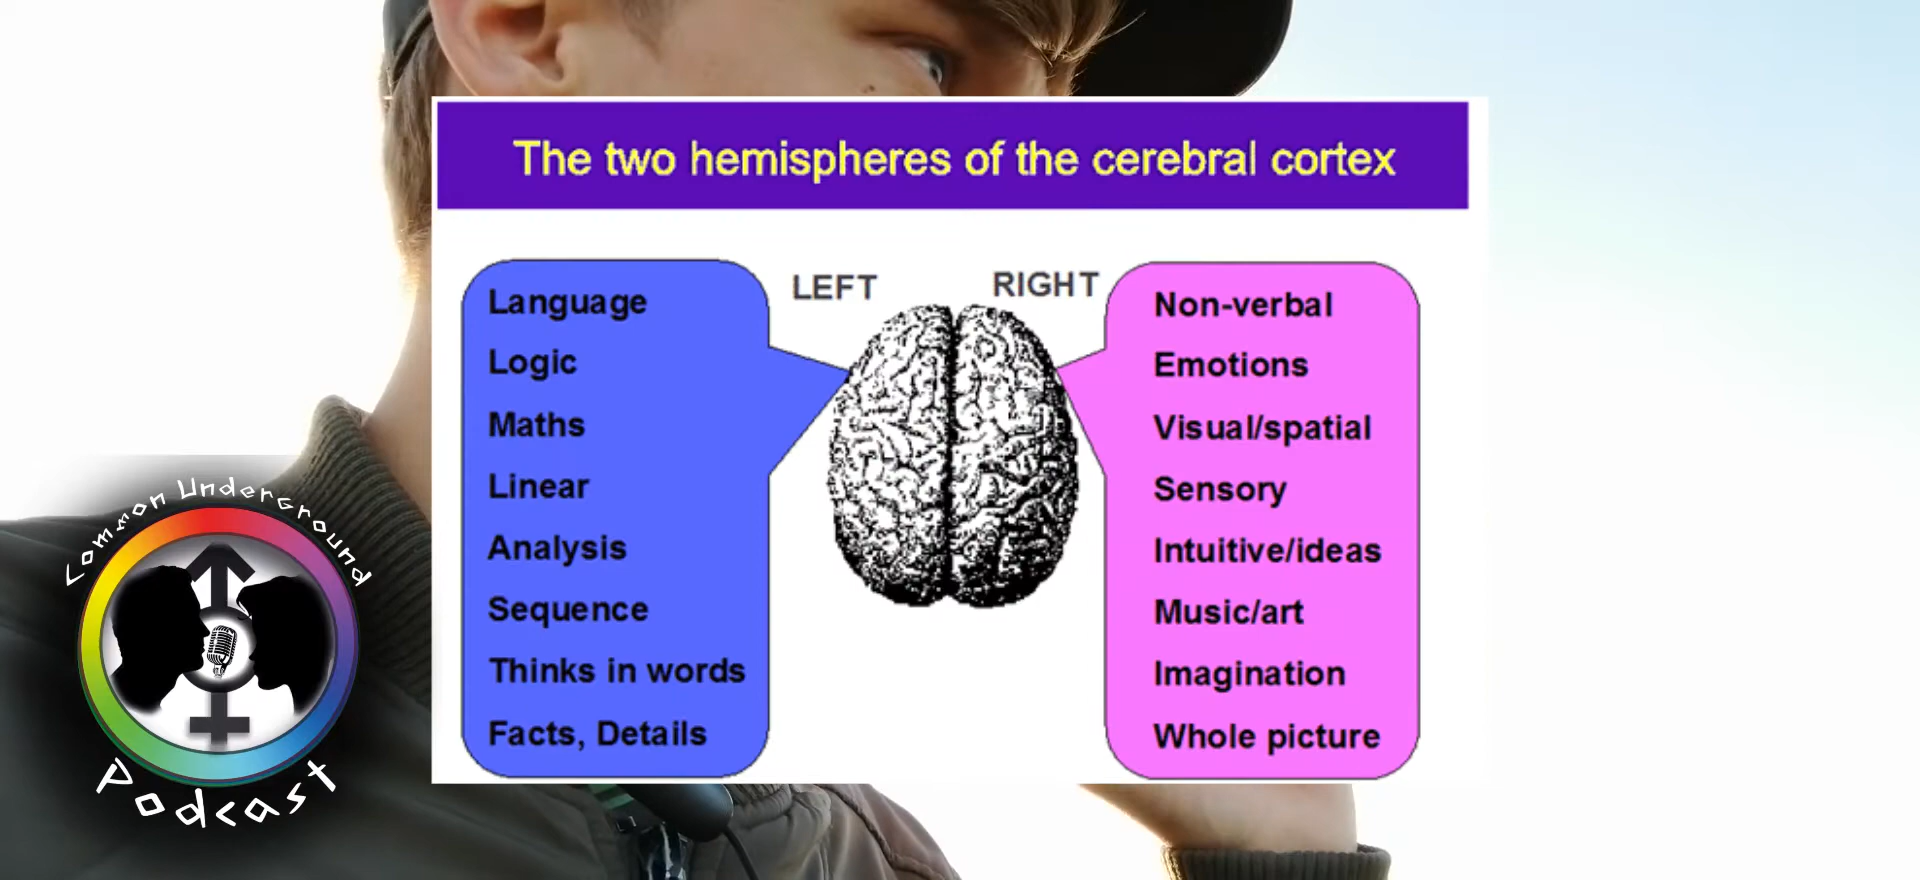 The two hemispheres of the cerebral cortex
LEFT
RIGHT
Language
Logic
Maths
Linear
Analysis
Sequence
Thinks in words
Facts, Details
Non-verbal
Emotions
Visual/spatial
Sensory
Intuitive/ideas
Music/art
Imagination
Whole picture
Common Underground
Podcast